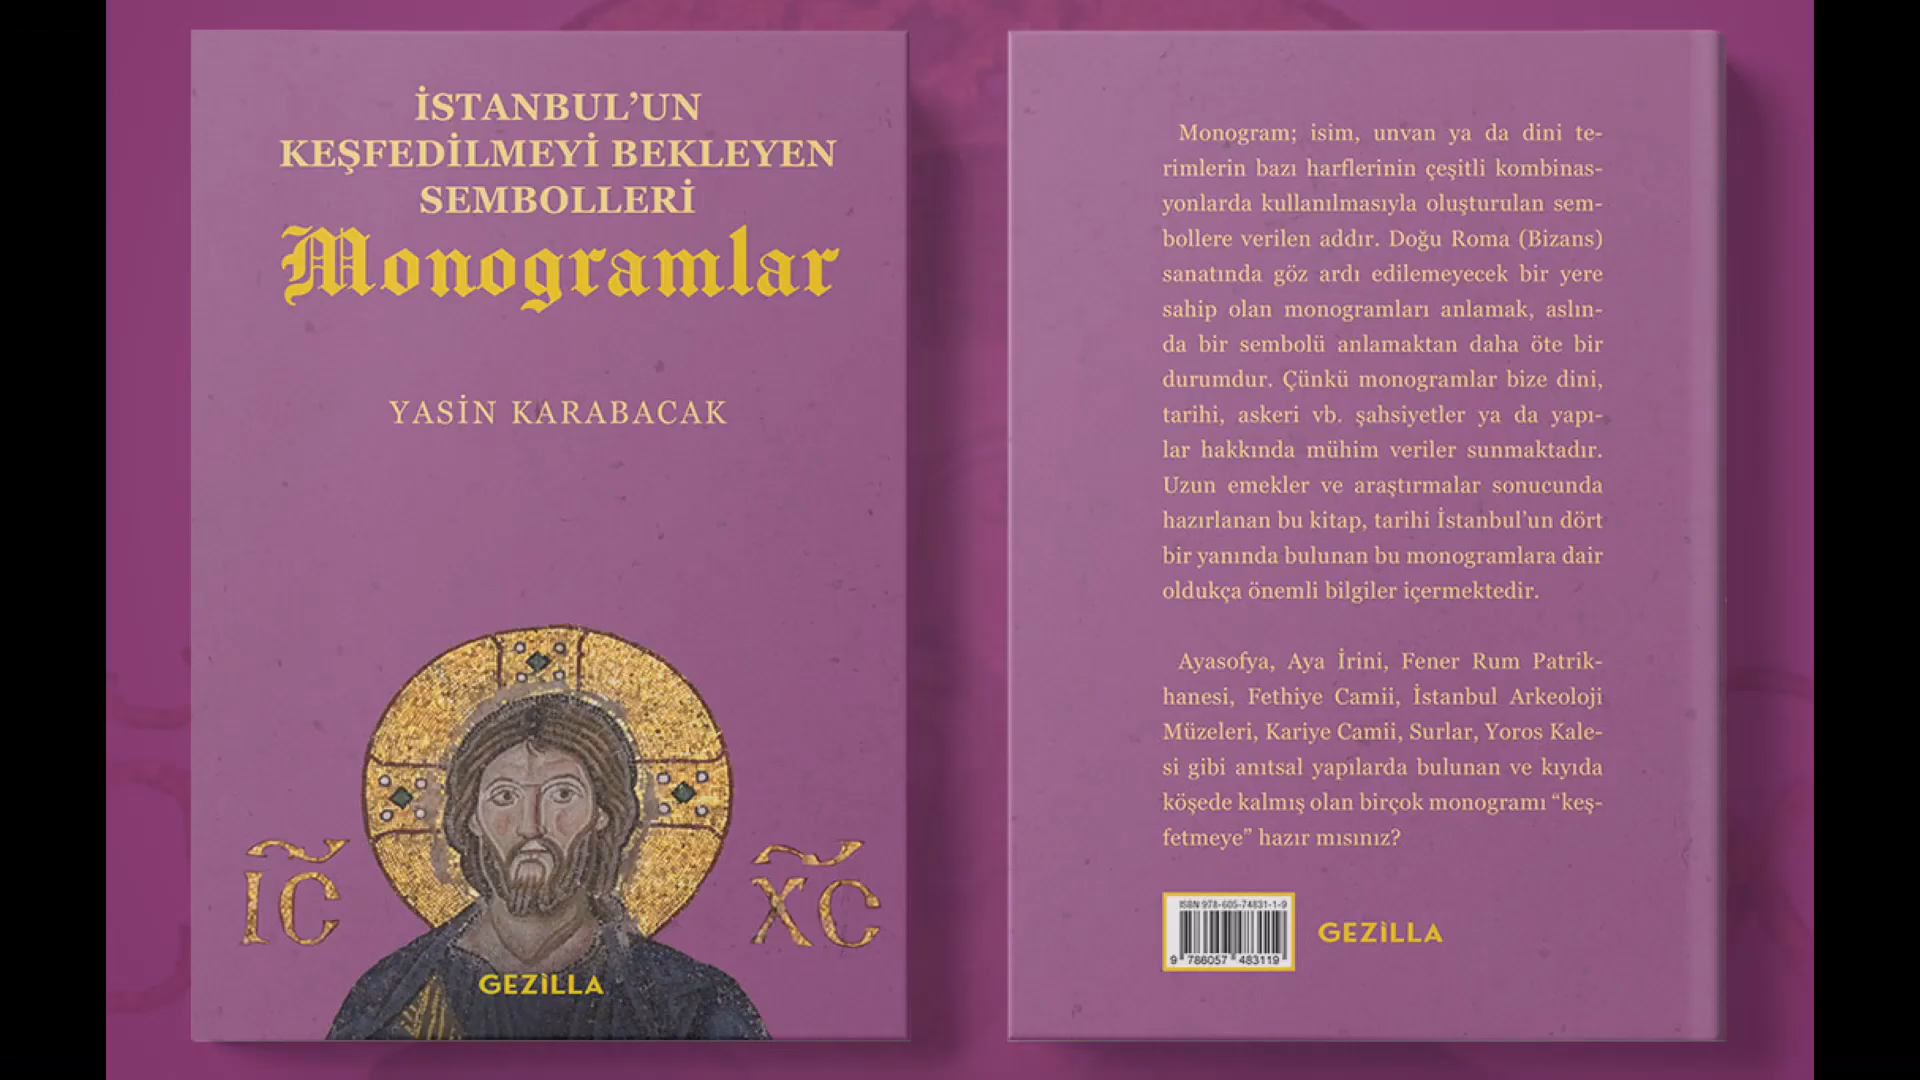 İSTANBUL’UN
KEŞFEDİLMEYİ BEKLEYEN
SEMBOLLERİ
Monogramlar
YASİN KARABACAK
IC
XC
GEZİLLA
Monogram; isim, unvan ya da dini te-
rimlerin bazı harflerinin çeşitli kombinas-
yonlarda kullanılmasıyla oluşturulan sem-
bollere verilen addır. Doğu Roma (Bizans)
sanatında göz ardı edilemeyecek bir yere
sahip olan monogramları anlamak, aslın-
da bir sembolü anlamaktan daha öte bir
durumdur. Çünkü monogramlar bize dini,
tarihi, askeri vb. şahsiyetler ya da yapı-
lar hakkında mühim veriler sunmaktadır.
Uzun emekler ve araştırmalar sonucunda
hazırlanan bu kitap, tarihi İstanbul’un dört
bir yanında bulunan bu monogramlara dair
oldukça önemli bilgiler içermektedir.
Ayasofya, Aya İrini, Fener Rum Patrik-
hanesi, Fethiye Camii, İstanbul Arkeoloji
Müzeleri, Kariye Camii, Surlar, Yoros Kale-
si gibi anıtsal yapılarda bulunan ve kıyıda
köşede kalmış olan birçok monogramı “keş-
fetmeye” hazır mısınız?
ISBN 978-605-74831-1-9
9 786057 483119
GEZİLLA